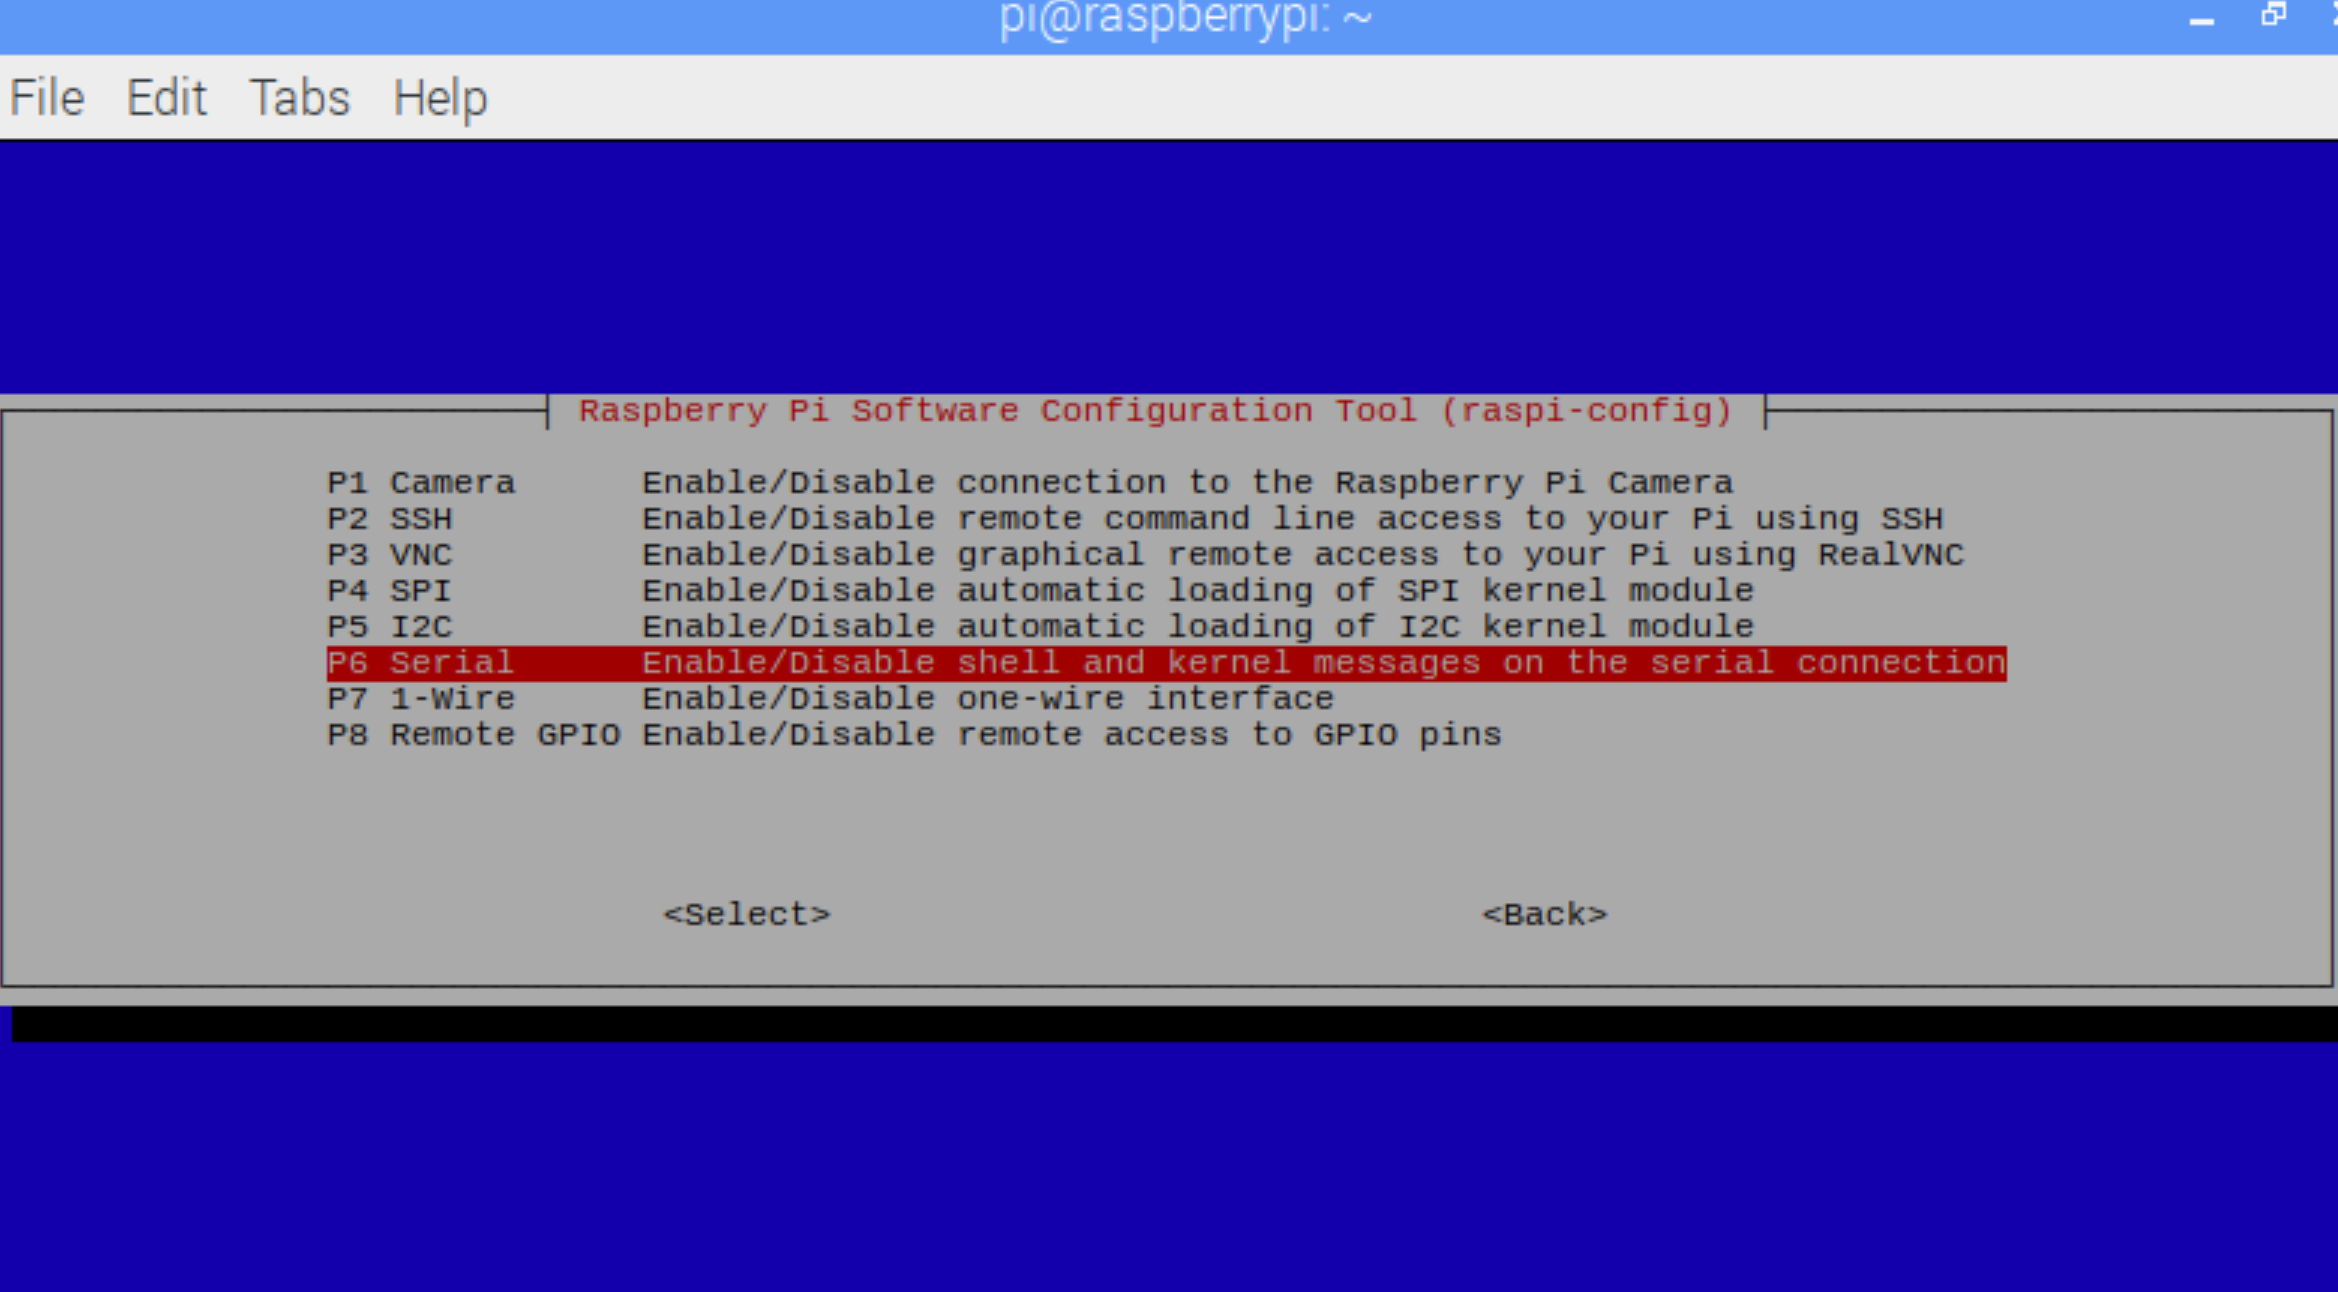 pi@raspberrypi: ~
File Edit Tabs Help
Raspberry Pi Software Configuration Tool (raspi-config)
P1 Camera Enable/Disable connection to the Raspberry Pi Camera
P2 SSH Enable/Disable remote command line access to your Pi using SSH
P3 VNC Enable/Disable graphical remote access to your Pi using RealVNC
P4 SPI Enable/Disable automatic loading of SPI kernel module
P5 I2C Enable/Disable automatic loading of I2C kernel module
P6 Serial Enable/Disable shell and kernel messages on the serial connection
P7 1-Wire Enable/Disable one-wire interface
P8 Remote GPIO Enable/Disable remote access to GPIO pins
<Select> <Back>